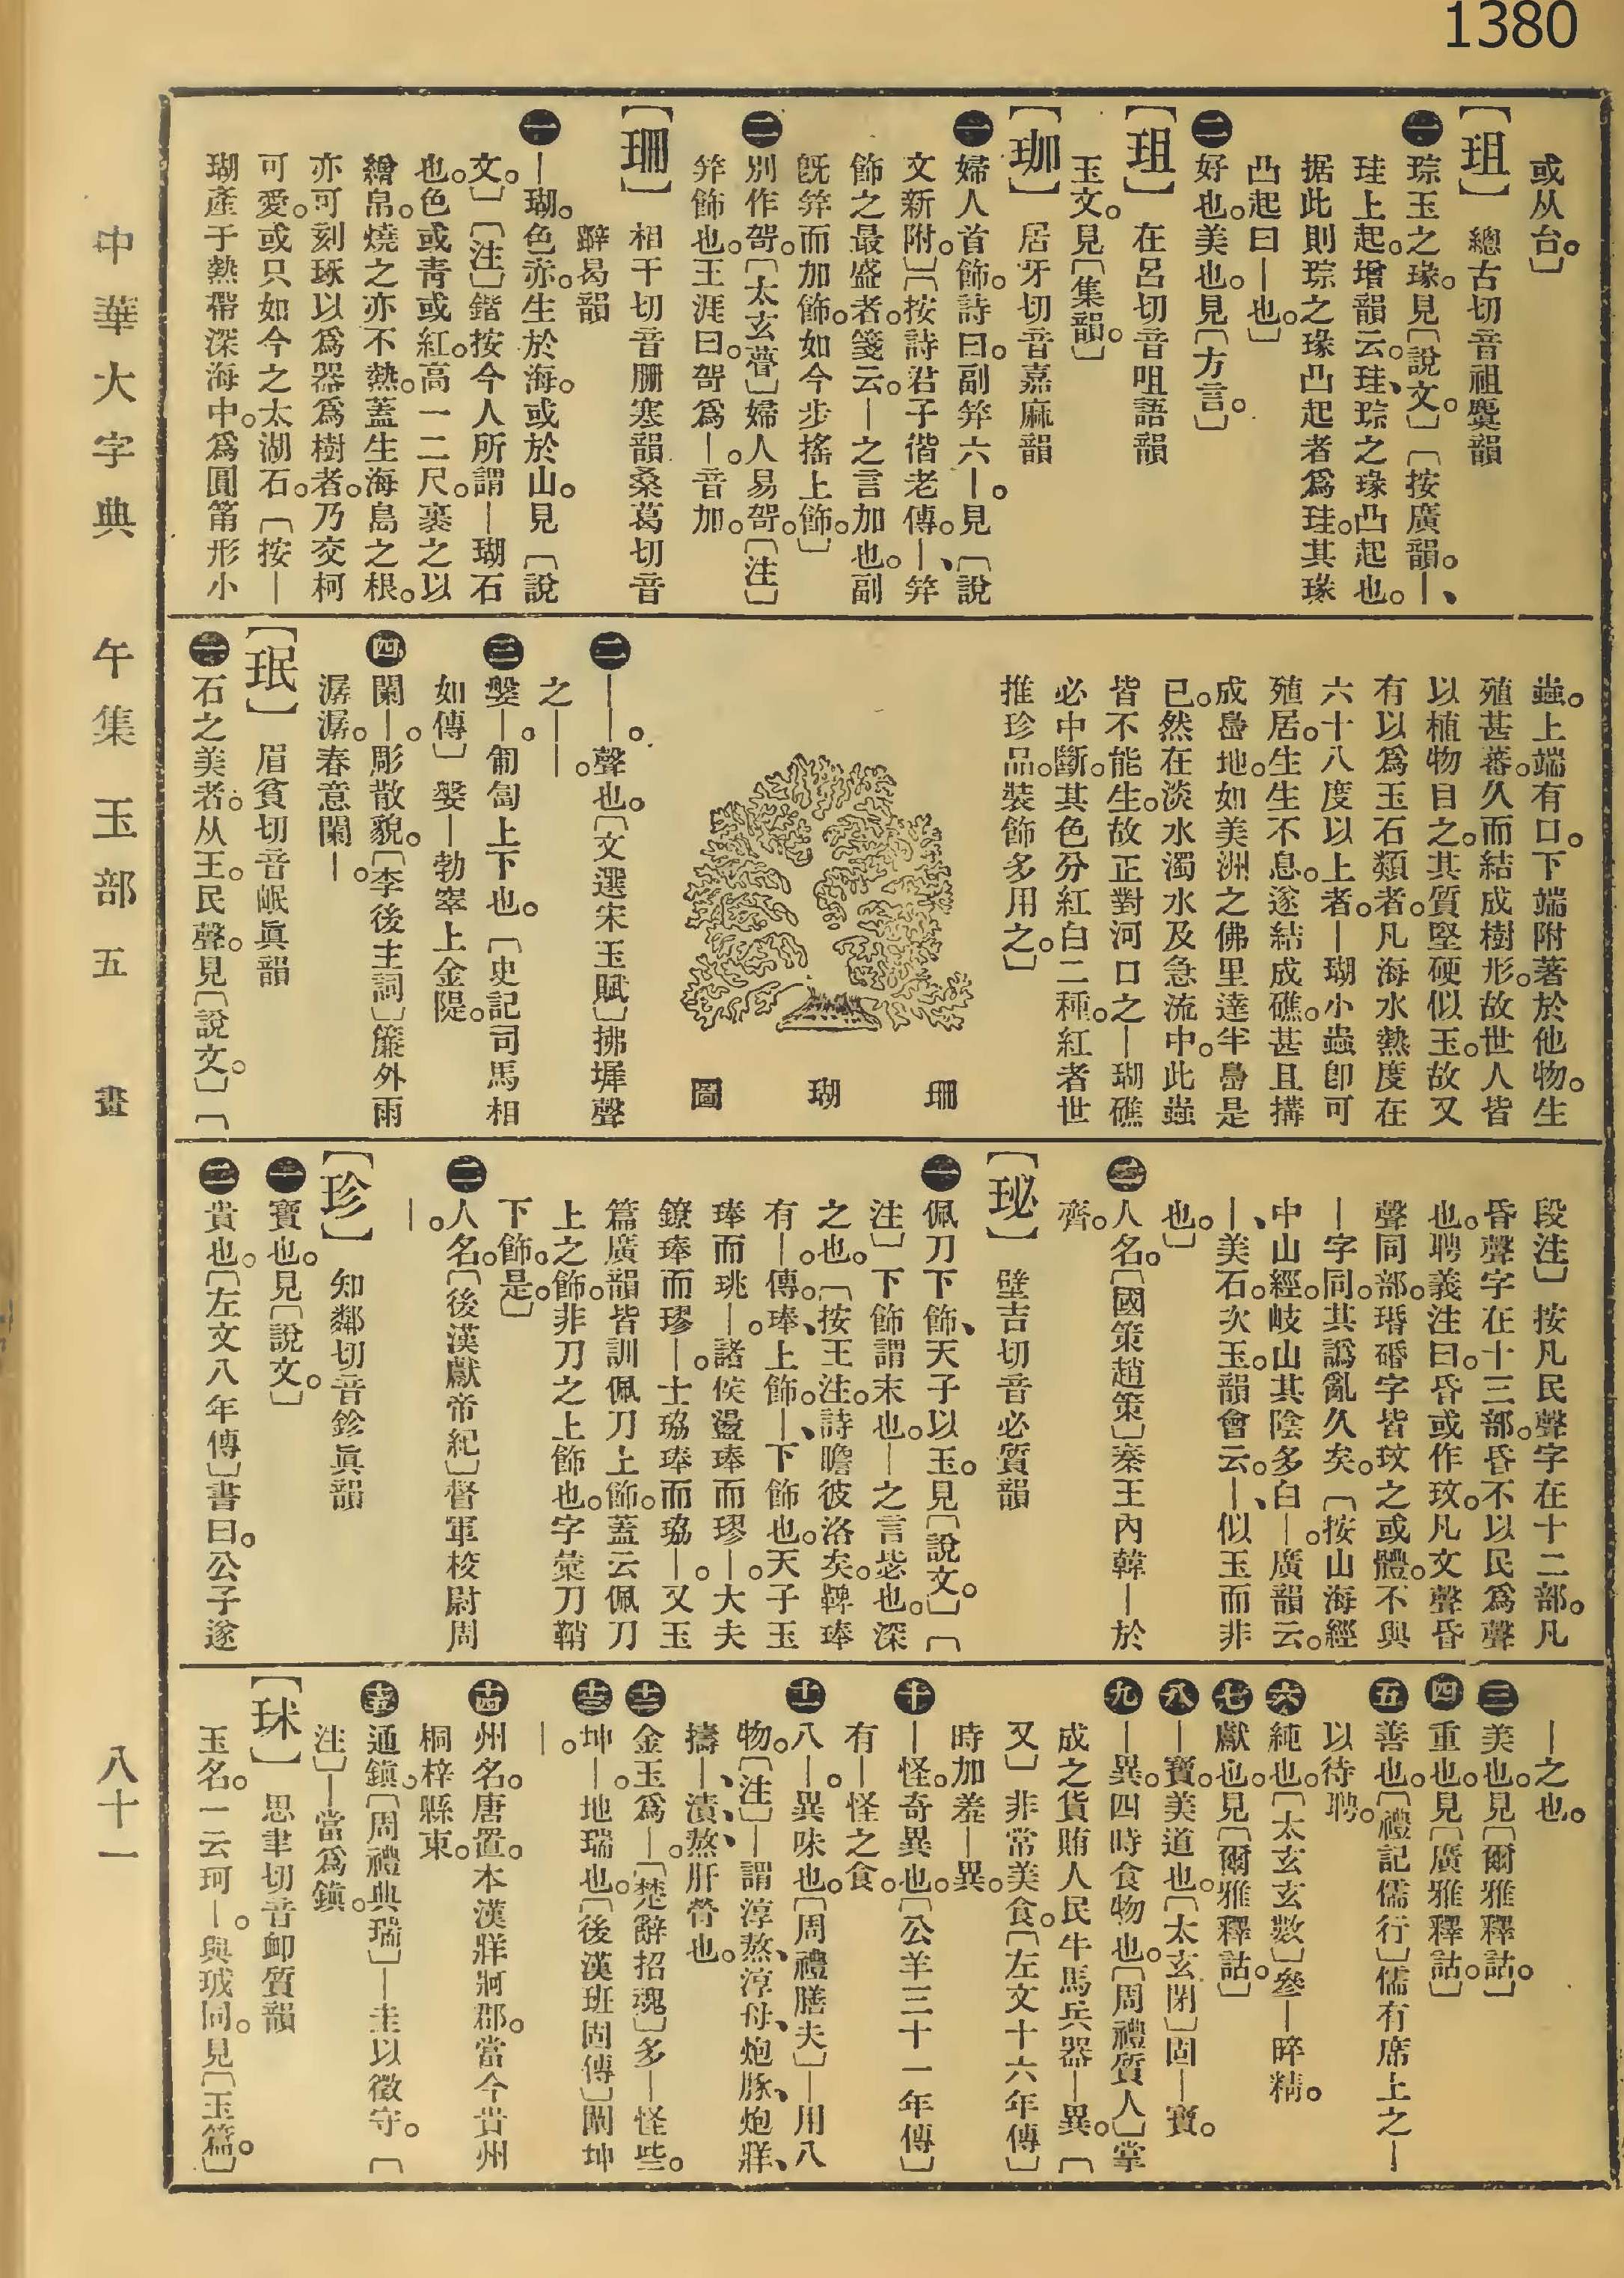 1380
或从台。〕
【珇】 總古切音祖麌韻
㊀琮玉之瑑。見〔說文。〕〔按廣韻。—、
珪上起。增韻云。珪、琮之瑑凸起也。
据此則琮之瑑凸起者爲珪。其瑑
凸起曰—也。〕
㊁好也。美也。見〔方言。〕
【珇】 在呂切音咀語韻
玉文。見〔集韻。〕
【珈】 居牙切音嘉麻韻
㊀婦人首飾。詩曰。副笄六—。見〔說
文新附〕〔按詩君子偕老傳。—、笄
飾之最盛者。箋云。—之言加也。副
旣笄而加飾。如今步搖上飾。〕
㊁別作哿。〔太玄瞢〕婦人易哿。〔注〕
笄飾也。王涯曰。哿爲—。音加。
【珊】 相干切音跚寒韻桑葛切音
躃曷韻
㊀—瑚。色赤。生於海。或於山。見〔說
文。〕〔注〕鍇按今人所謂—瑚石
也。色或青或紅。高一二尺。裹之以
繒帛。燒之亦不熱。蓋生海島之根。
亦可刻琢以爲器。爲樹者。乃交柯
可愛。或只如今之太湖石。〔按—
瑚產于熱帶深海中。爲圓筩形小
蟲。上端有口。下端附著於他物。生
殖甚蕃。久而結成樹形。故世人皆
以植物目之。其質堅硬似玉。故又
有以爲玉石類者。凡海水熱度在
六十八度以上者。—瑚小蟲卽可
殖居。生生不息。遂結成礁。甚且搆
成㠀地。如美洲之佛里達半㠀是
已。然在淡水濁水及急流中。此蟲
皆不能生。故正對河口之—瑚礁
必中斷。其色分紅白二種。紅者世
推珍品。裝飾多用之。〕
珊 瑚 圖
㊁——。聲也。〔文選宋玉賦〕拂墀聲
之——。
㊂媻—。匍匐上下也。〔史記司馬相
如傳〕媻—勃窣上金隄。
㊃闌—。彫散貌。〔李後主詞〕簾外雨
潺潺。春意闌—。
【珉】 眉貧切音岷眞韻
㊀石之美者。从王。民聲。見〔說文。〕〔
段注〕按凡民聲字在十二部。凡
昏聲字在十三部。昏不以民爲聲
也。聘義注曰。昏或作玟。凡文聲昏
聲同部。瑉碈字皆玟之或體。不與
—字同。其譌亂久矣。〔按山海經
中山經。岐山其陰多白—。廣韻云。
—、美石次玉。韻會云。—、似玉而非
也。〕
㊁人名。〔國策趙策〕秦王內韓—於
齊。
【珌】 壁吉切音必質韻
㊀佩刀下飾、天子以玉。見〔說文。〕〔
注〕下飾謂末也。—之言毖也。深
之也。〔按王注。詩瞻彼洛矣。鞞琫
有—。傳。琫、上飾。—、下飾也。天子玉
琫而珧—。諸侯璗琫而璆—。大夫
鐐琫而璆—。士珕琫而珕—。又玉
篇廣韻皆訓佩刀上飾。蓋云佩刀
上之飾。非刀之上飾也。字彙刀鞘
下飾。是。〕
㊁人名。〔後漢獻帝紀〕督軍校尉周
—。
【珍】 知鄰切音鉁眞韻
㊀寶也。見〔說文。〕
㊁貴也。〔左文八年傳〕書曰。公子遂
—之也。
㊂美也。見〔爾雅釋詁。〕
㊃重也。見〔廣雅釋詁。〕
㊄善也。〔禮記儒行〕儒有席上之—
以待聘。
㊅純也。〔太玄玄數〕參—睟精。
㊆獻也。見〔爾雅釋詁。〕
㊇—寶。美道也。〔太玄閑〕固—寶。
㊈—異。四時食物也。〔周禮質人〕掌
成之貨賄人民牛馬兵器—異。〔
又〕非常美食。〔左文十六年傳〕
時加羞—異。
㊉—怪。奇異也。〔公羊三十一年傳〕
有—怪之食。
十一 八—。異味也。〔周禮膳夫〕—用八
物。〔注〕—謂淳熬、淳母、炮豚、炮牂、
擣—、漬、熬、肝膋也。
十二 金玉爲—。〔楚辭招魂〕多—怪些。
十三 坤—。地瑞也。〔後漢班固傳〕闡坤
—。
十四 州名。唐置。本漢牂牁郡。當今貴州
桐梓縣東。
十五 通鎭。〔周禮典瑞〕—圭以徵守。〔
注〕—當爲鎭。
【珬】 思聿切音卹質韻
玉名。一云珂—。與㺷同。見〔玉篇。〕
中華大字典 午集 玉部 五 畫 八十一